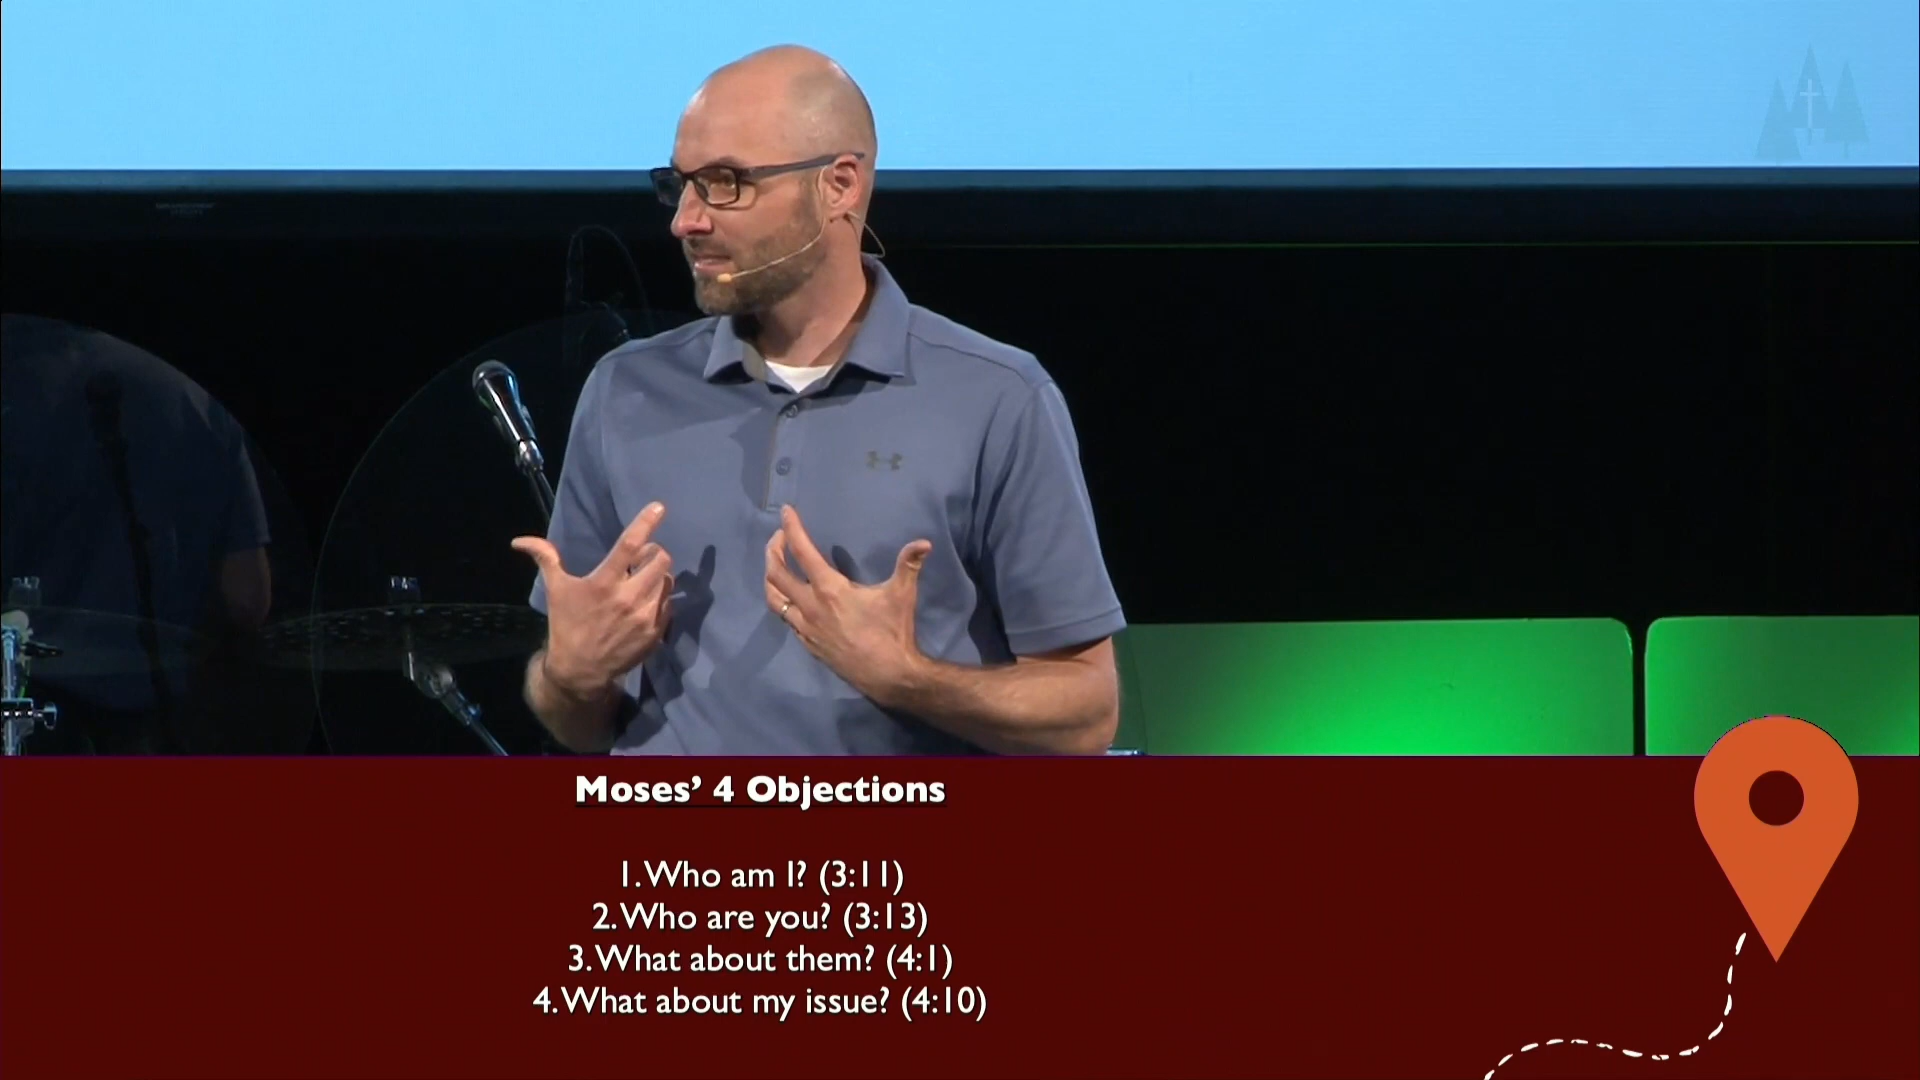 Moses’ 4 Objections
1. Who am I? (3:11)
2. Who are you? (3:13)
3. What about them? (4:1)
4. What about my issue? (4:10)